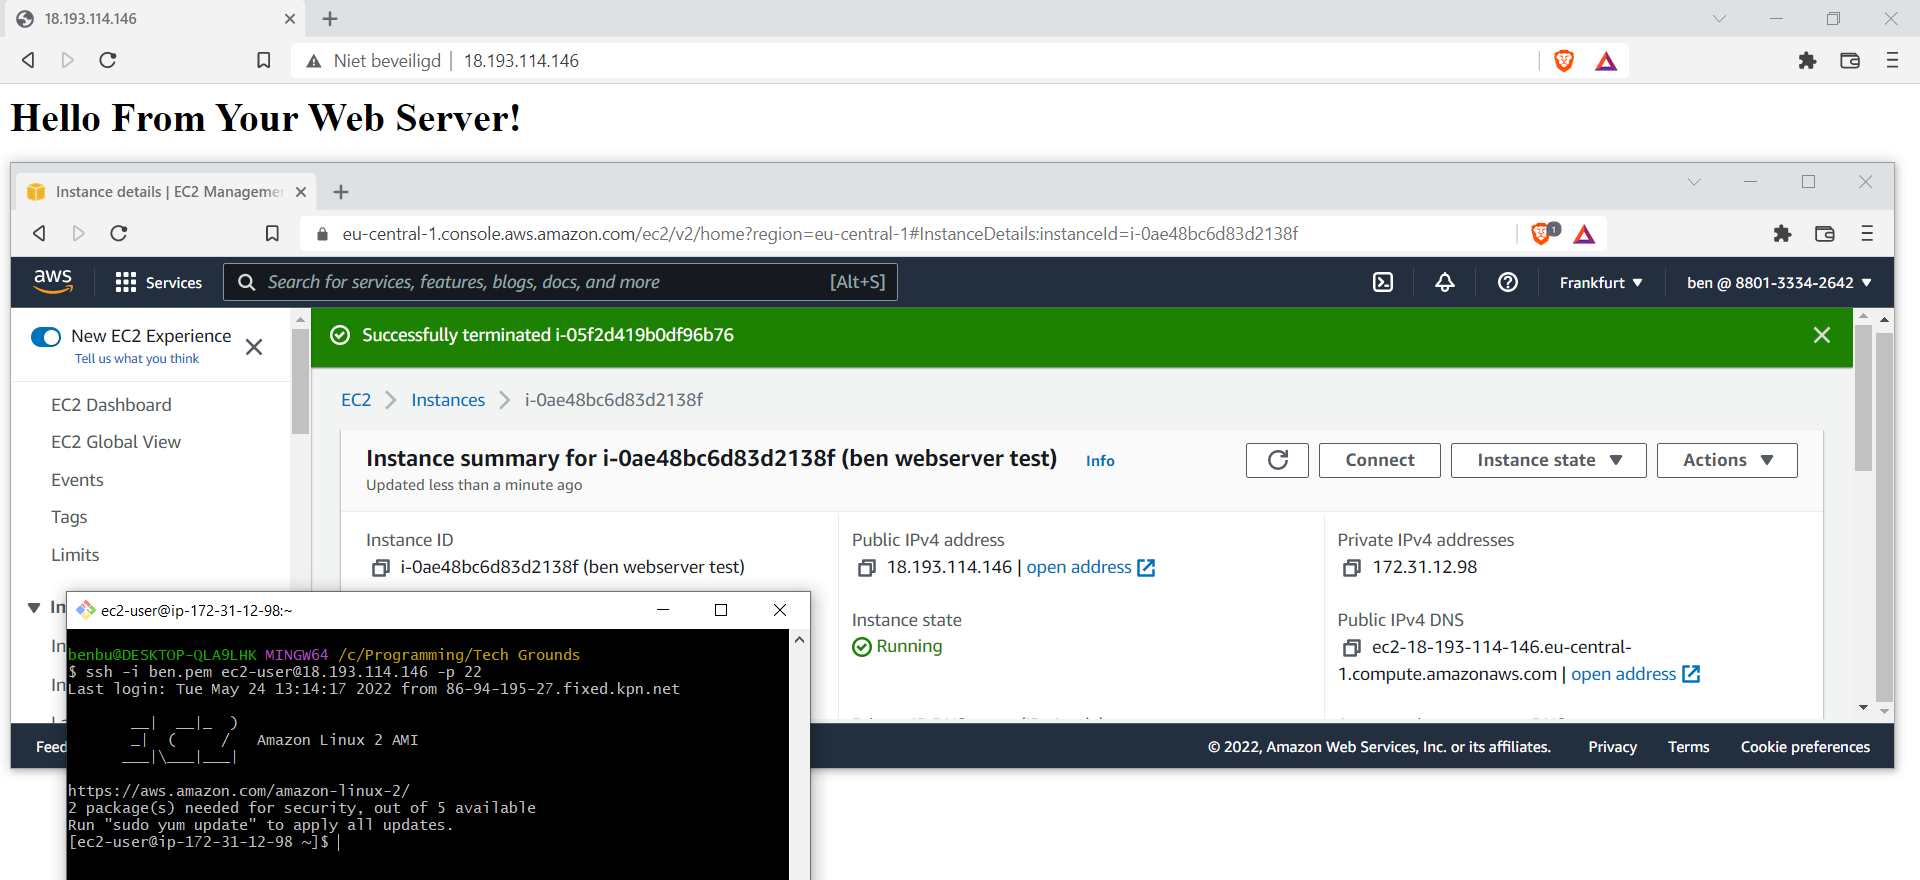 18.193.114.146
Niet beveiligd | 18.193.114.146
Hello From Your Web Server!
Instance details | EC2 Managemer
eu-central-1.console.aws.amazon.com/ec2/v2/home?region=eu-central-1#InstanceDetails:instanceId=i-0ae48bc6d83d2138f
1
aws
Services
Search for services, features, blogs, docs, and more
[Alt+S]
Frankfurt ▼
ben @ 8801-3334-2642 ▼
New EC2 Experience
Tell us what you think
EC2 Dashboard
EC2 Global View
Events
Tags
Limits
In
In
In
Successfully terminated i-05f2d419b0df96b76
EC2 > Instances > i-0ae48bc6d83d2138f
Instance summary for i-0ae48bc6d83d2138f (ben webserver test)
Info
Updated less than a minute ago
Connect
Instance state ▼
Actions ▼
Instance ID
i-0ae48bc6d83d2138f (ben webserver test)
Public IPv4 address
18.193.114.146 | open address
Private IPv4 addresses
172.31.12.98
Instance state
Running
Public IPv4 DNS
ec2-18-193-114-146.eu-central-
1.compute.amazonaws.com | open address
Feed
© 2022, Amazon Web Services, Inc. or its affiliates.
Privacy
Terms
Cookie preferences
ec2-user@ip-172-31-12-98:~
benbu@DESKTOP-QLA9LHK MINGW64 /c/Programming/Tech Grounds
$ ssh -i ben.pem ec2-user@18.193.114.146 -p 22
Last login: Tue May 24 13:14:17 2022 from 86-94-195-27.fixed.kpn.net
__|  __|_  )
_|  (     /   Amazon Linux 2 AMI
___|\___|___|
https://aws.amazon.com/amazon-linux-2/
2 package(s) needed for security, out of 5 available
Run "sudo yum update" to apply all updates.
[ec2-user@ip-172-31-12-98 ~]$